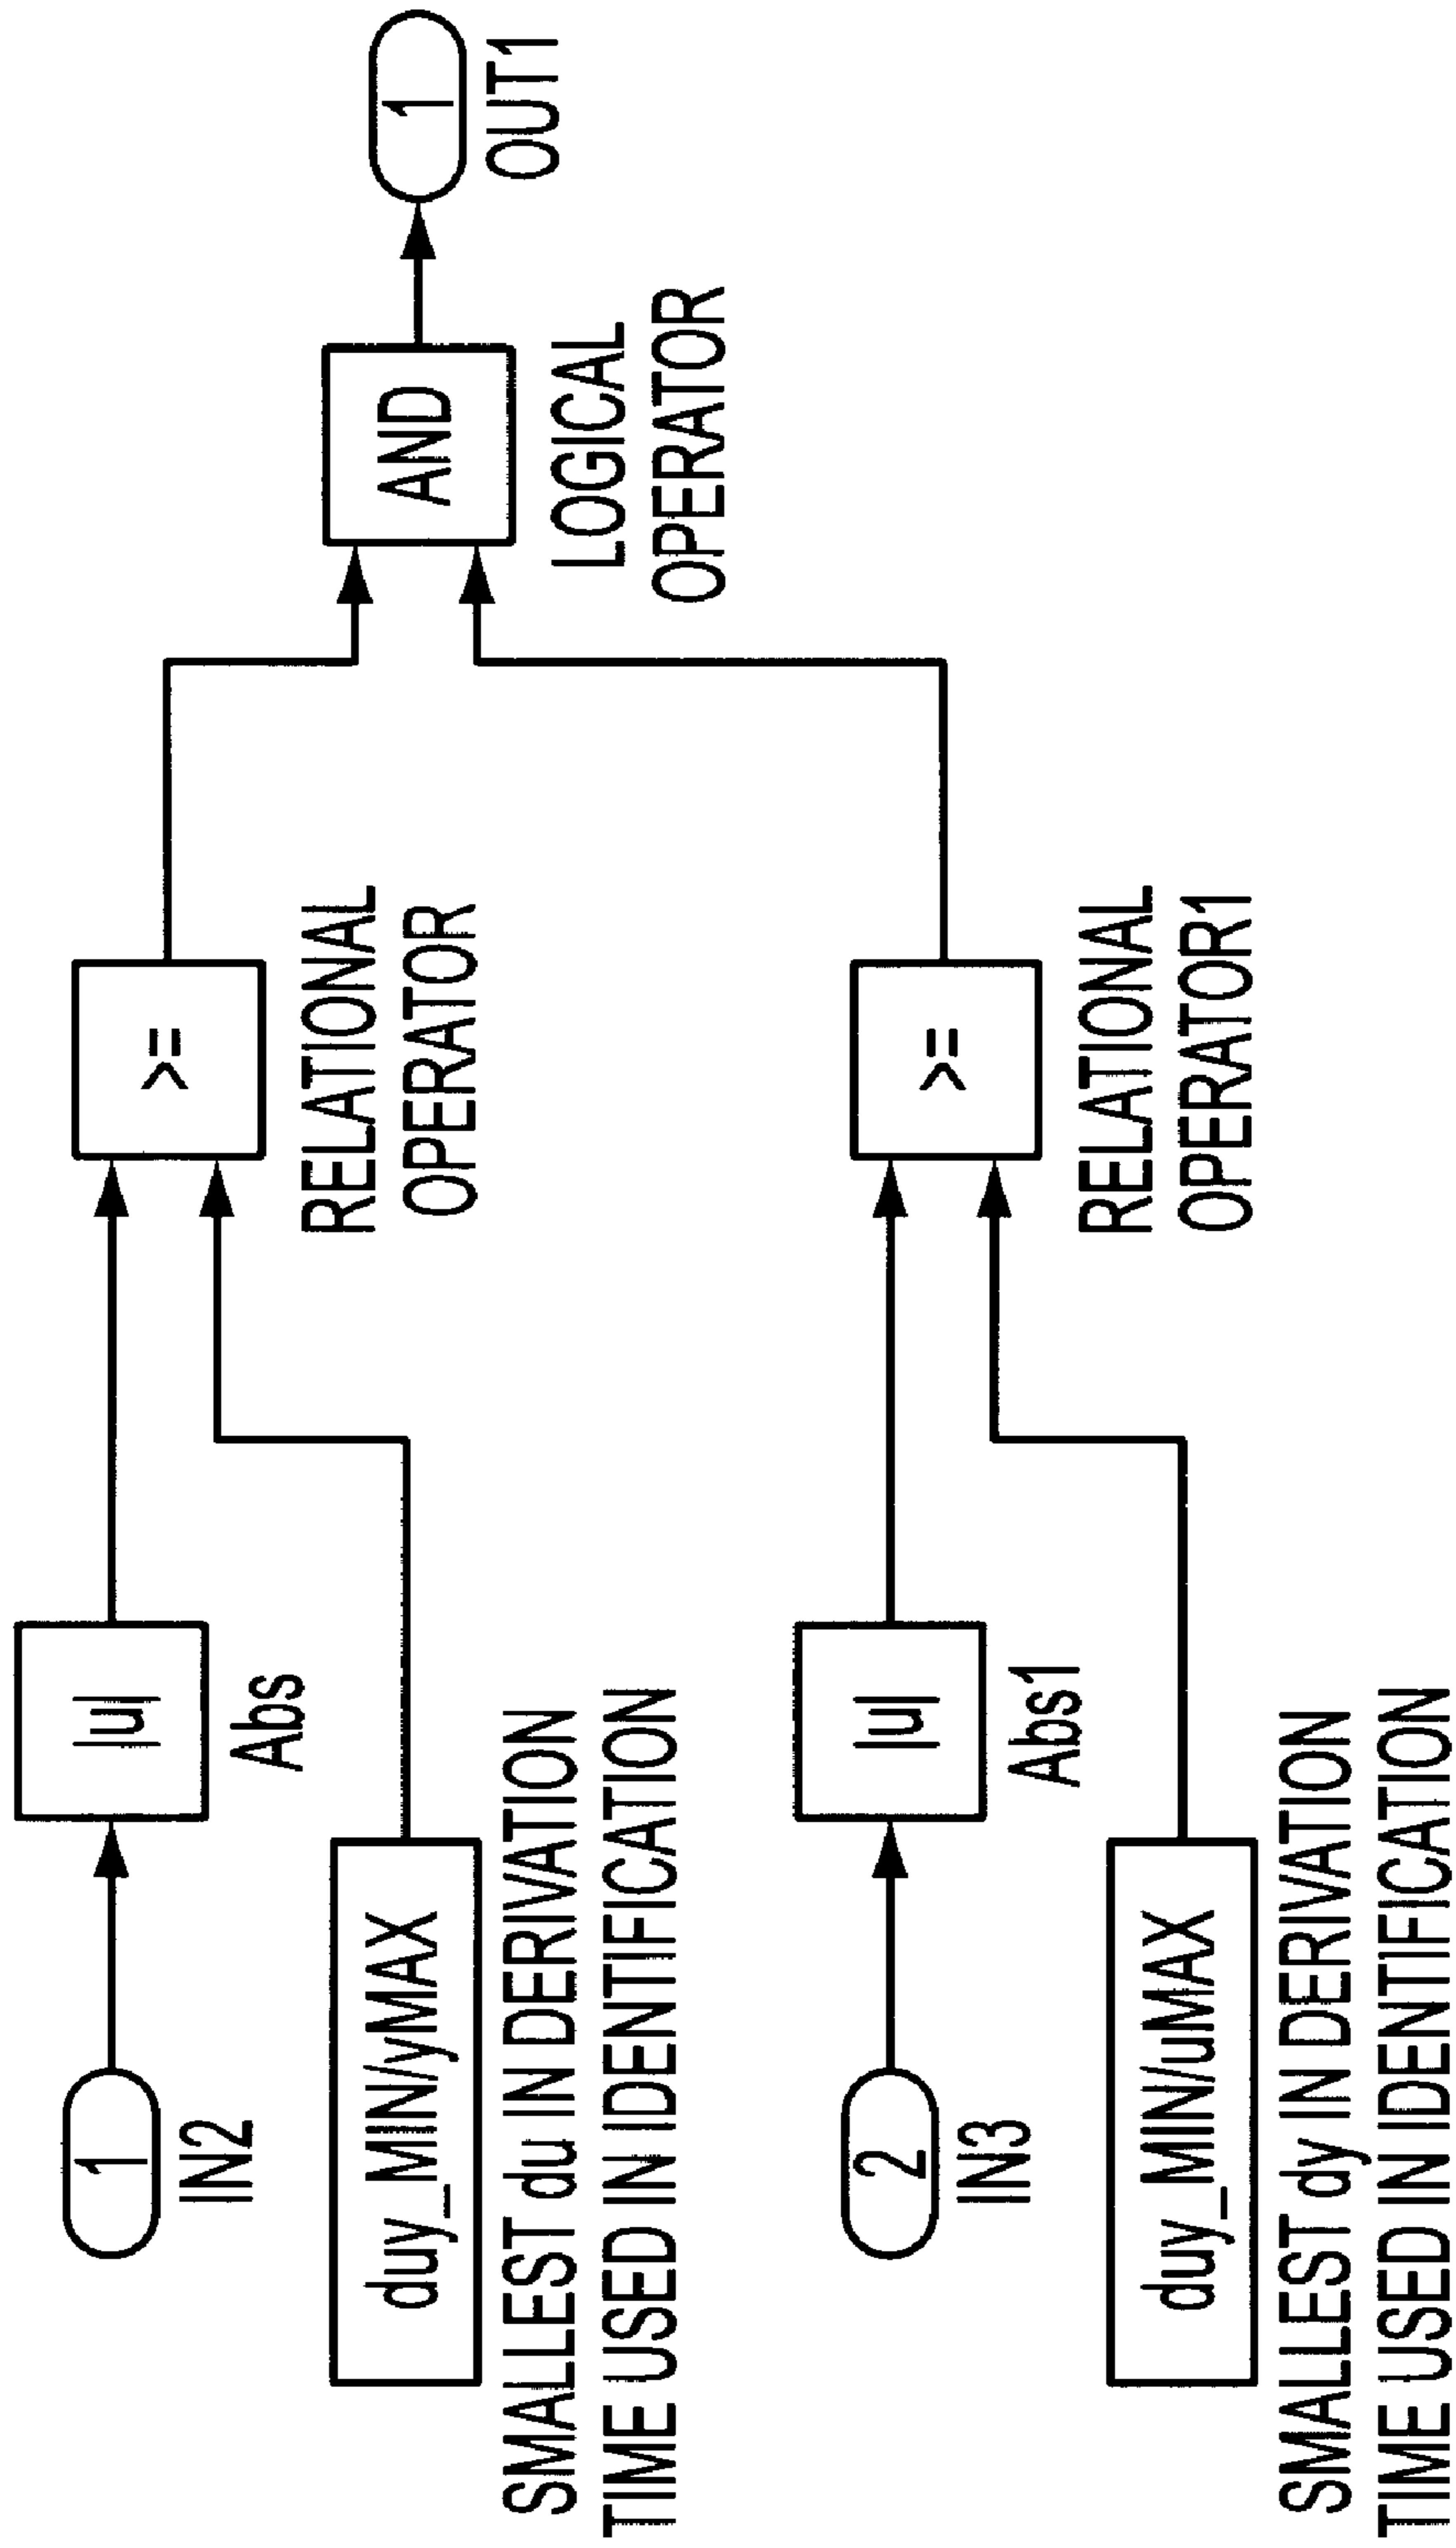 1
IN2
|u|
Abs
duy_MIN/yMAX
SMALLEST du IN DERIVATION
TIME USED IN IDENTIFICATION
>=
RELATIONAL
OPERATOR
2
IN3
|u|
Abs1
duy_MIN/uMAX
SMALLEST dy IN DERIVATION
TIME USED IN IDENTIFICATION
>=
RELATIONAL
OPERATOR1
AND
LOGICAL
OPERATOR
1
OUT1